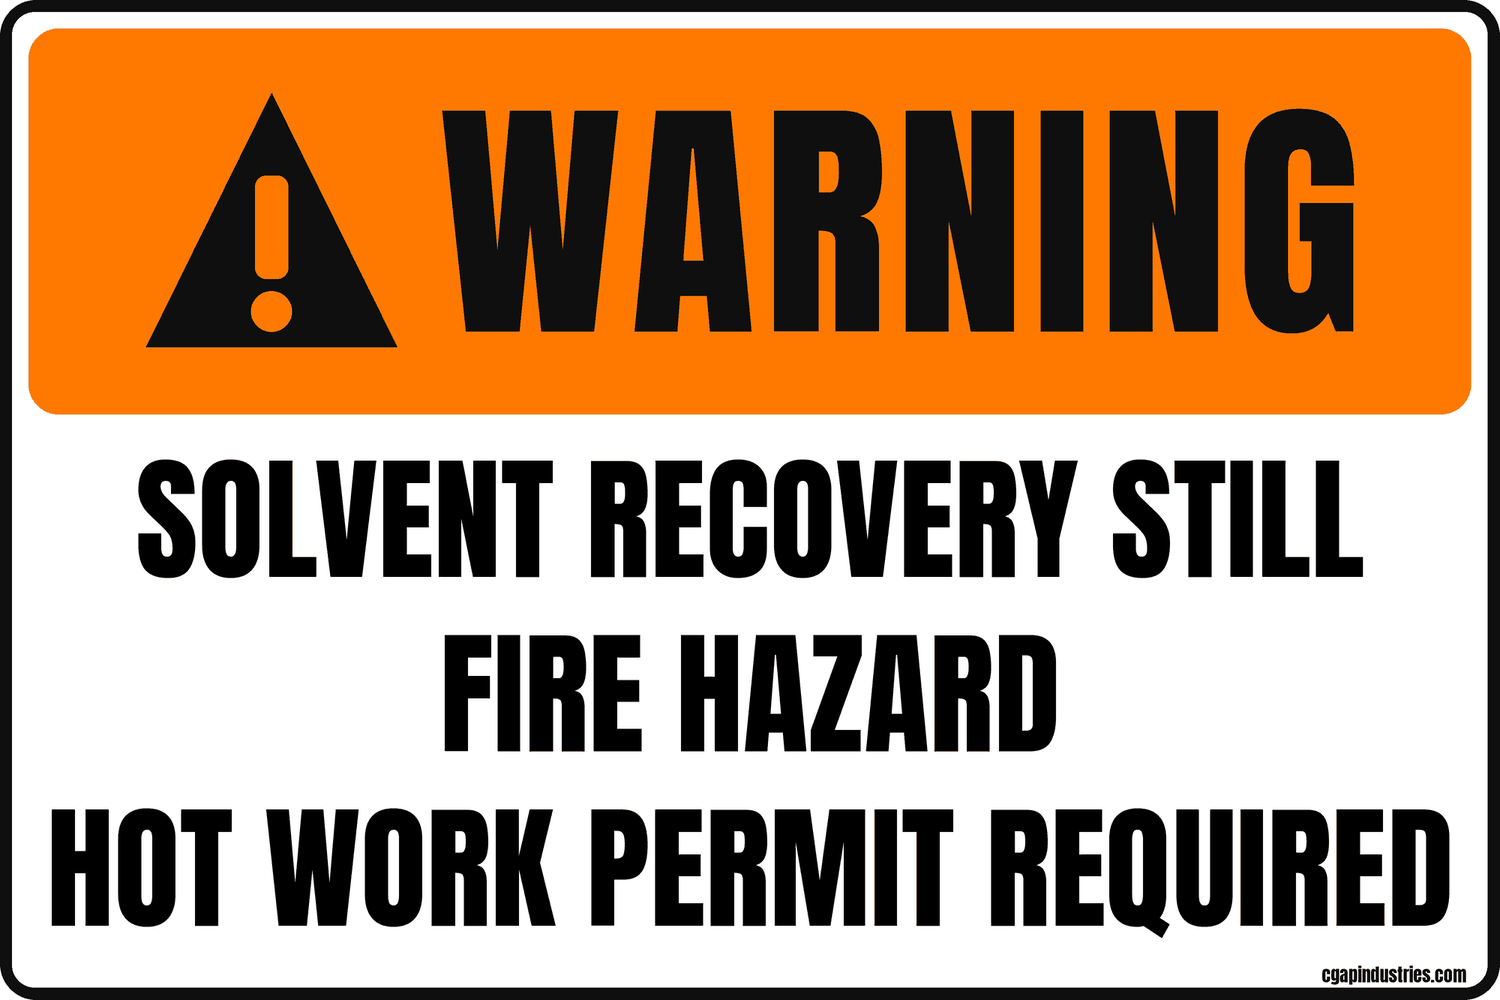 WARNING
SOLVENT RECOVERY STILL
FIRE HAZARD
HOT WORK PERMIT REQUIRED
cgapindustries.com